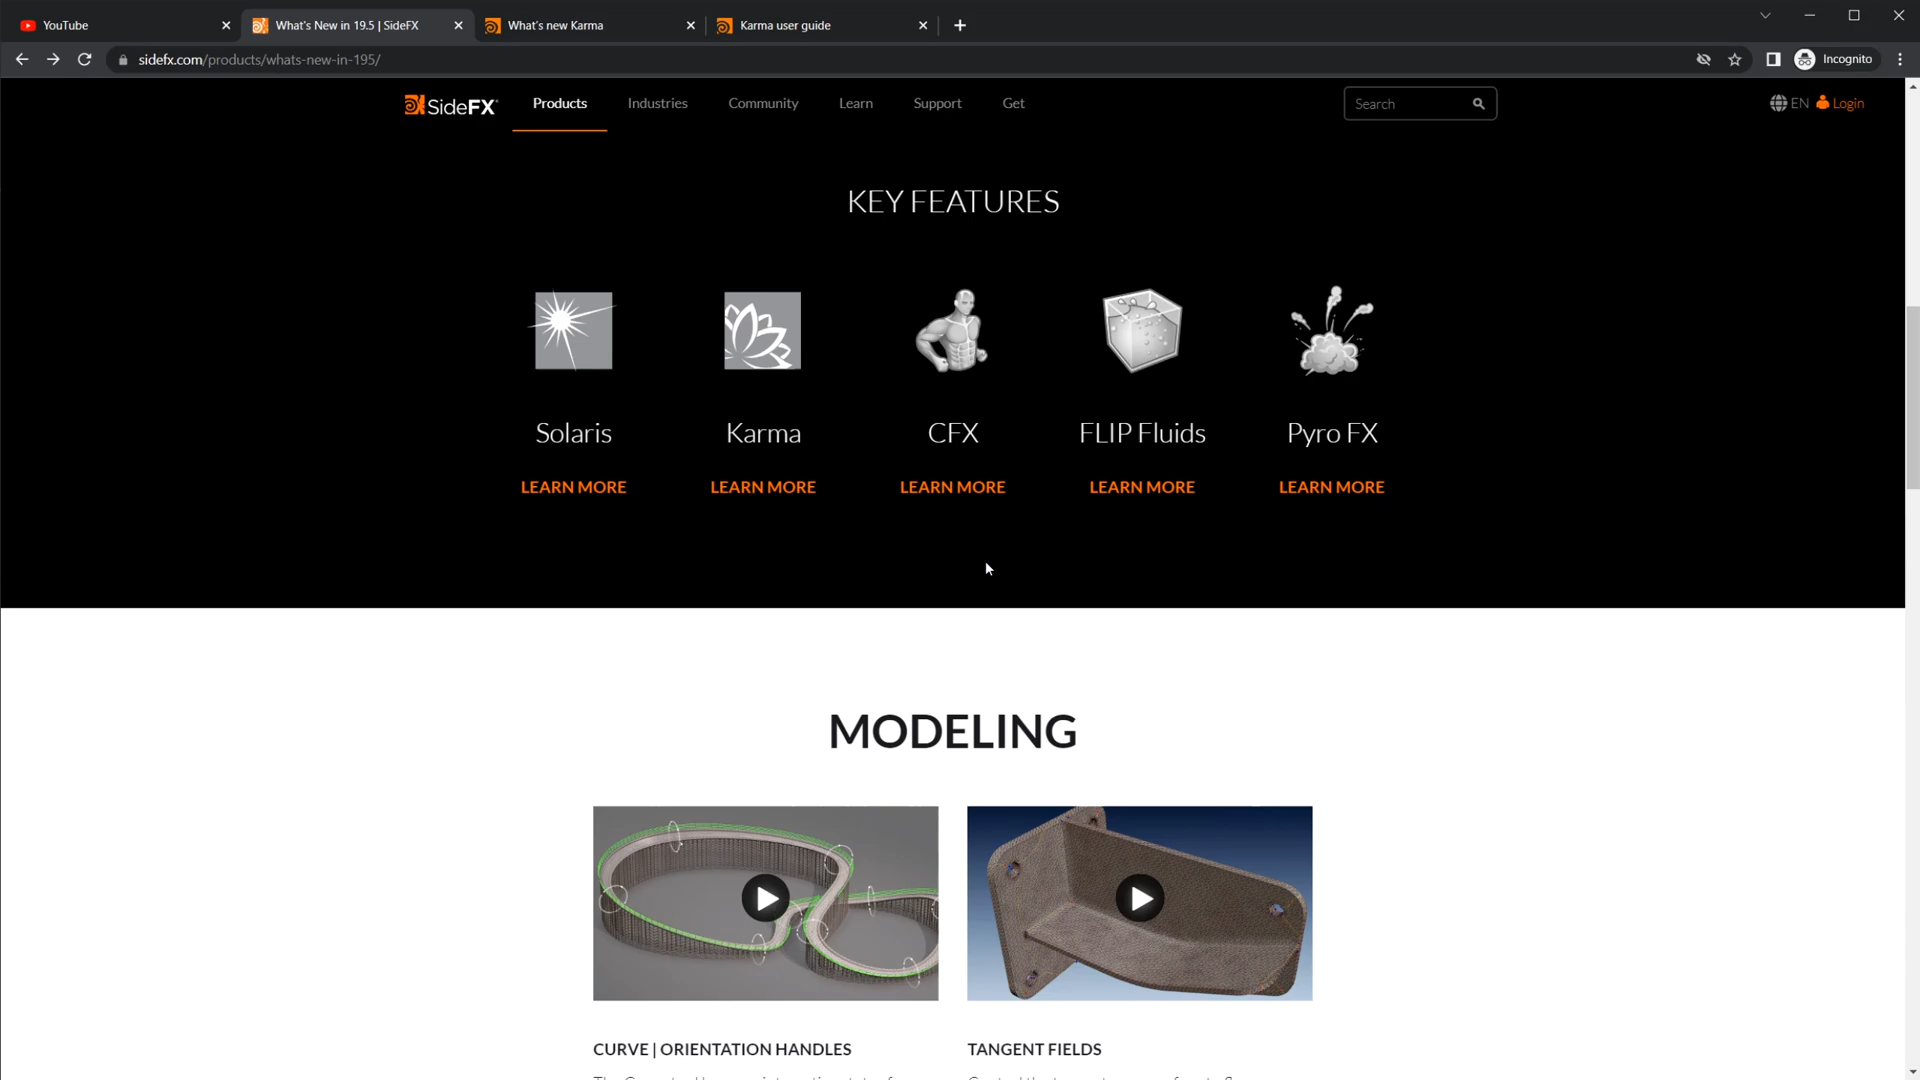 YouTube
What's New in 19.5 | SideFX
What's new Karma
Karma user guide
sidefx.com/products/whats-new-in-195/
Incognito
SideFX
Products
Industries
Community
Learn
Support
Get
Search
EN
Login
KEY FEATURES
Solaris
Karma
CFX
FLIP Fluids
Pyro FX
LEARN MORE
LEARN MORE
LEARN MORE
LEARN MORE
LEARN MORE
MODELING
CURVE | ORIENTATION HANDLES
TANGENT FIELDS